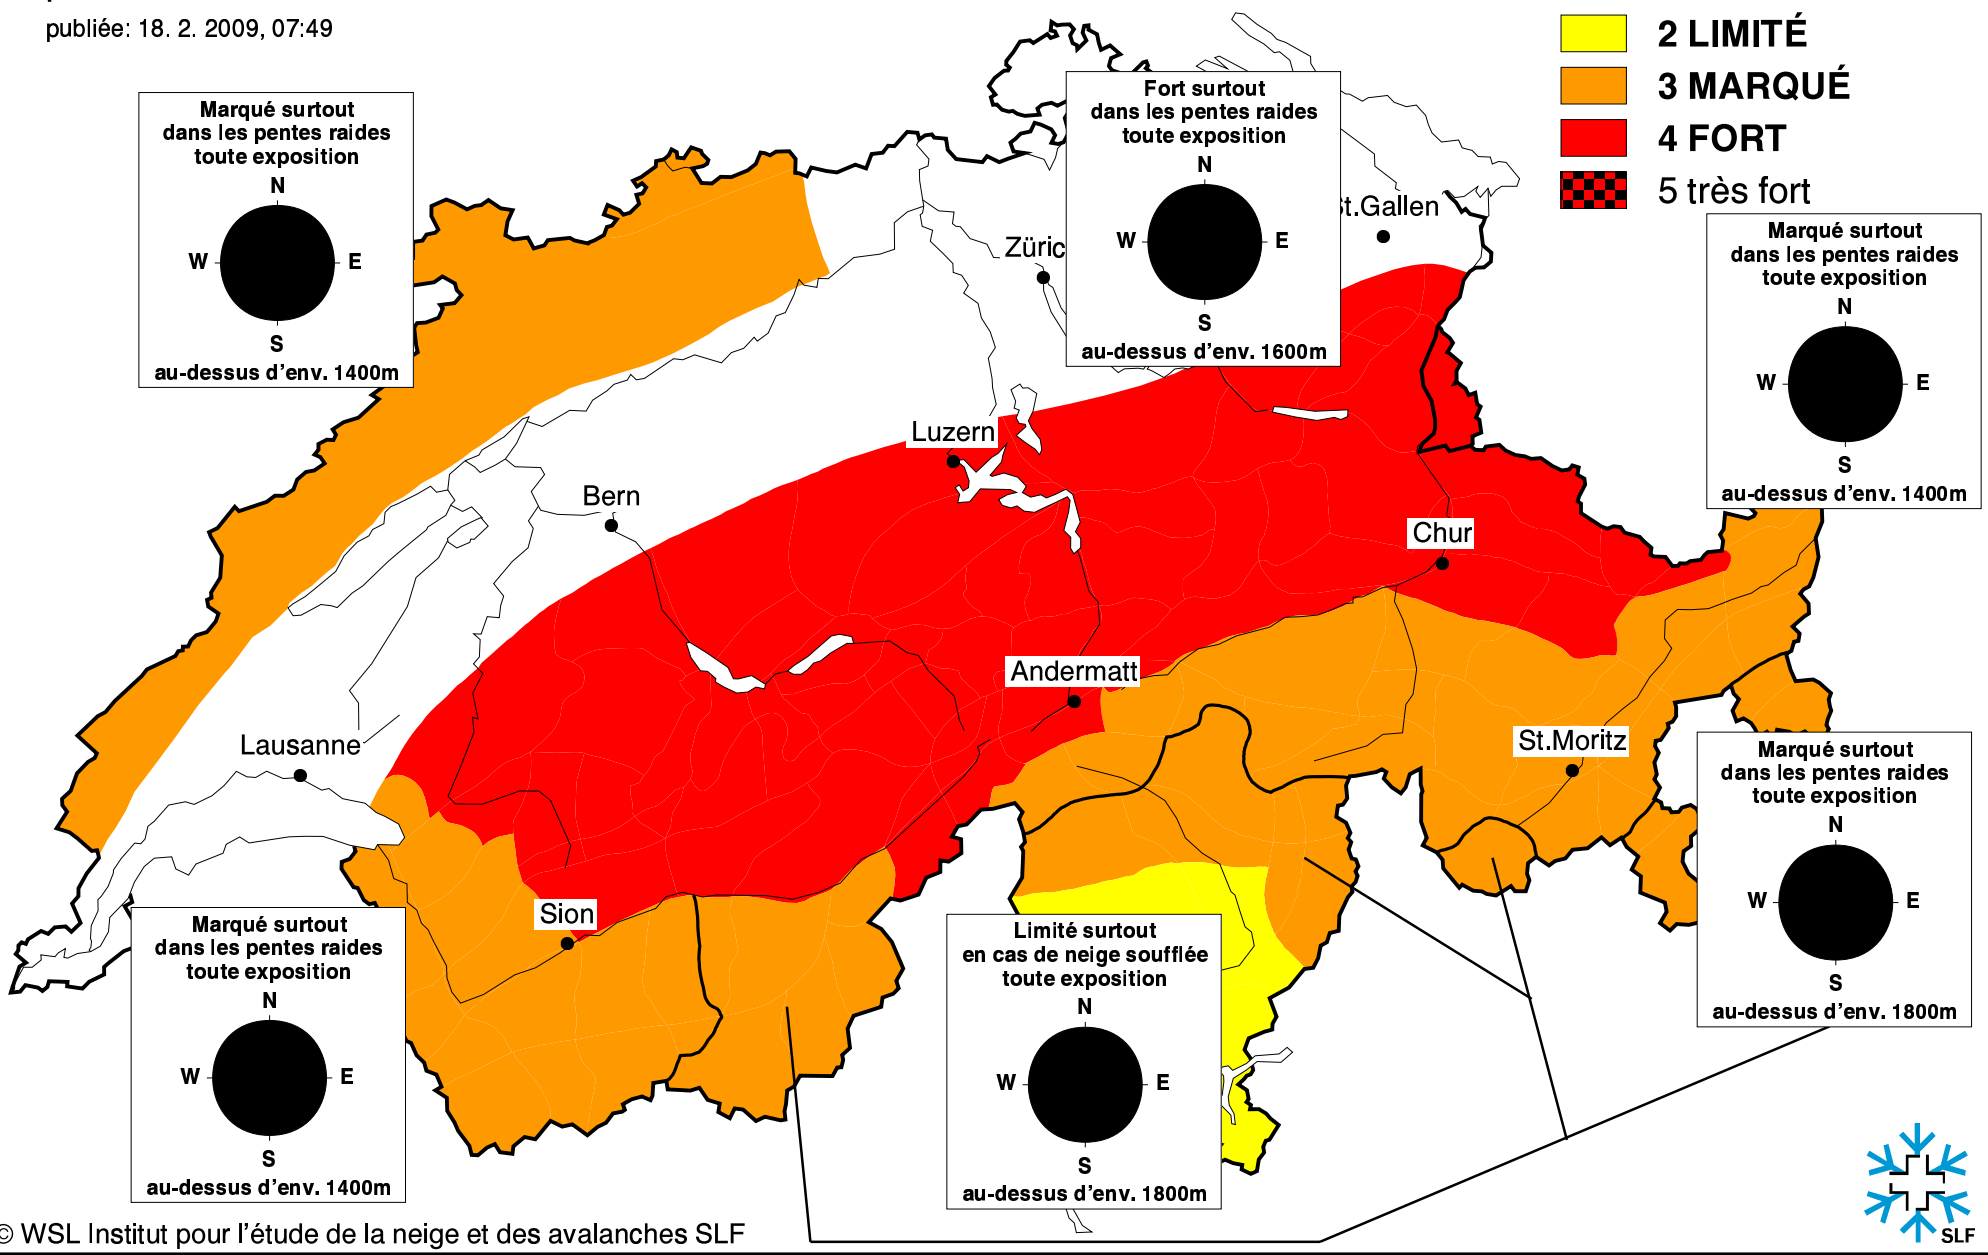 publiée: 18. 2. 2009, 07:49
2 LIMITÉ
3 MARQUÉ
4 FORT
5 très fort
Marqué surtout
dans les pentes raides
toute exposition
N
W
E
S
au-dessus d'env. 1400m
Fort surtout
dans les pentes raides
toute exposition
N
W
E
S
au-dessus d'env. 1600m
Marqué surtout
dans les pentes raides
toute exposition
N
W
E
S
au-dessus d'env. 1400m
St.Gallen
Züric
Luzern
Bern
Chur
Andermatt
Lausanne
St.Moritz
Sion
Marqué surtout
dans les pentes raides
toute exposition
N
W
E
S
au-dessus d'env. 1800m
Marqué surtout
dans les pentes raides
toute exposition
N
W
E
S
au-dessus d'env. 1400m
Limité surtout
en cas de neige soufflée
toute exposition
N
W
E
S
au-dessus d'env. 1800m
© WSL Institut pour l'étude de la neige et des avalanches SLF
SLF